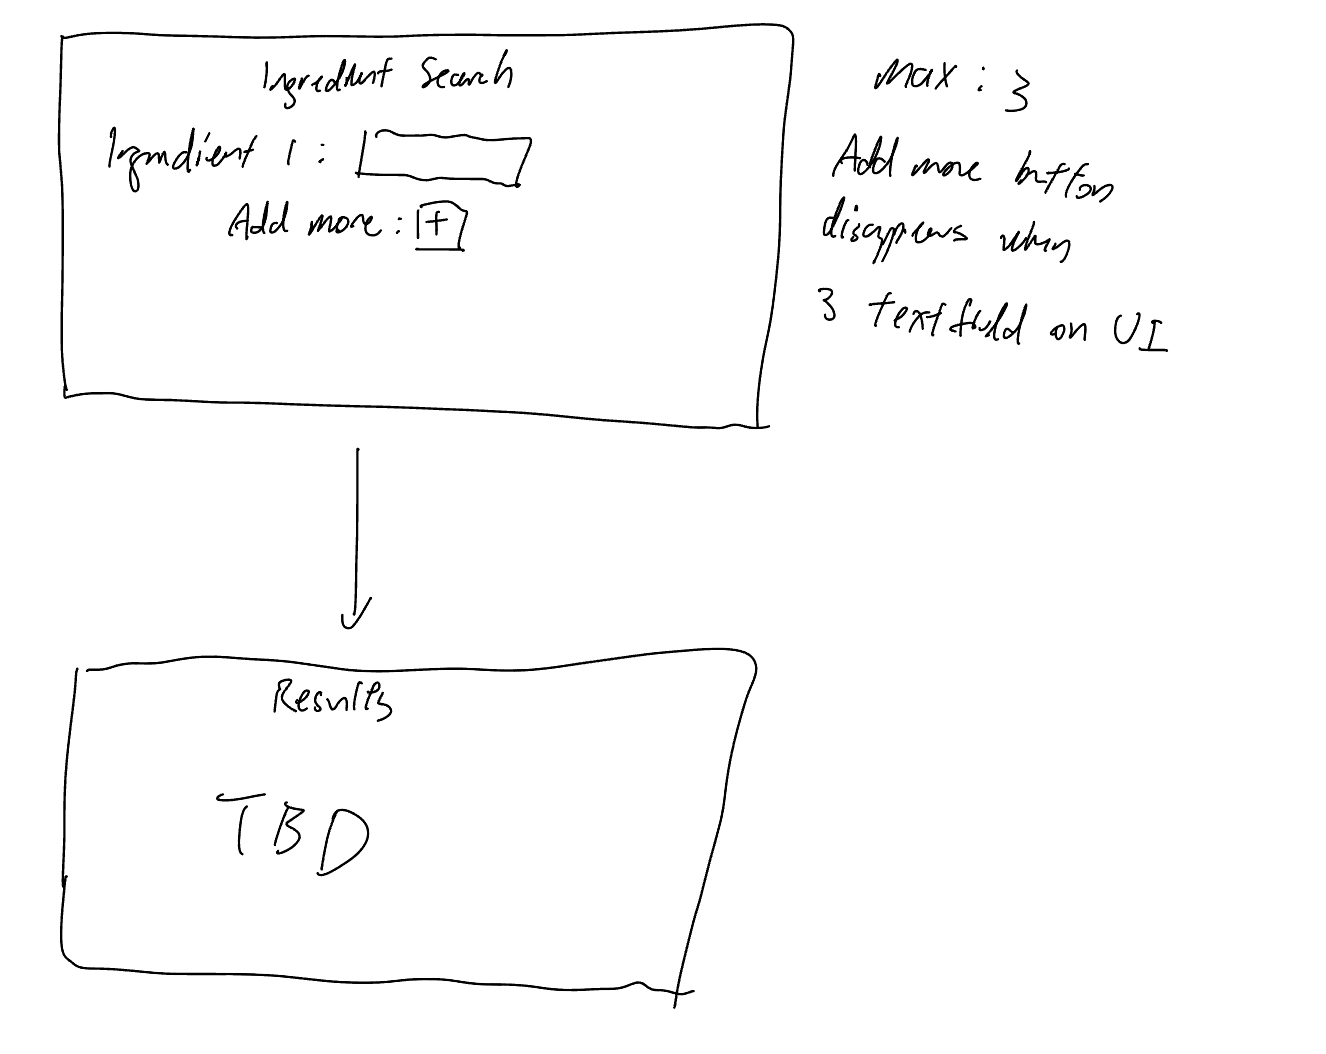 Ingredient Search
Ingredient 1 :
Add more : +
Max : 3
Add more button
disappears when
3 textfield on UI
Results
TBD